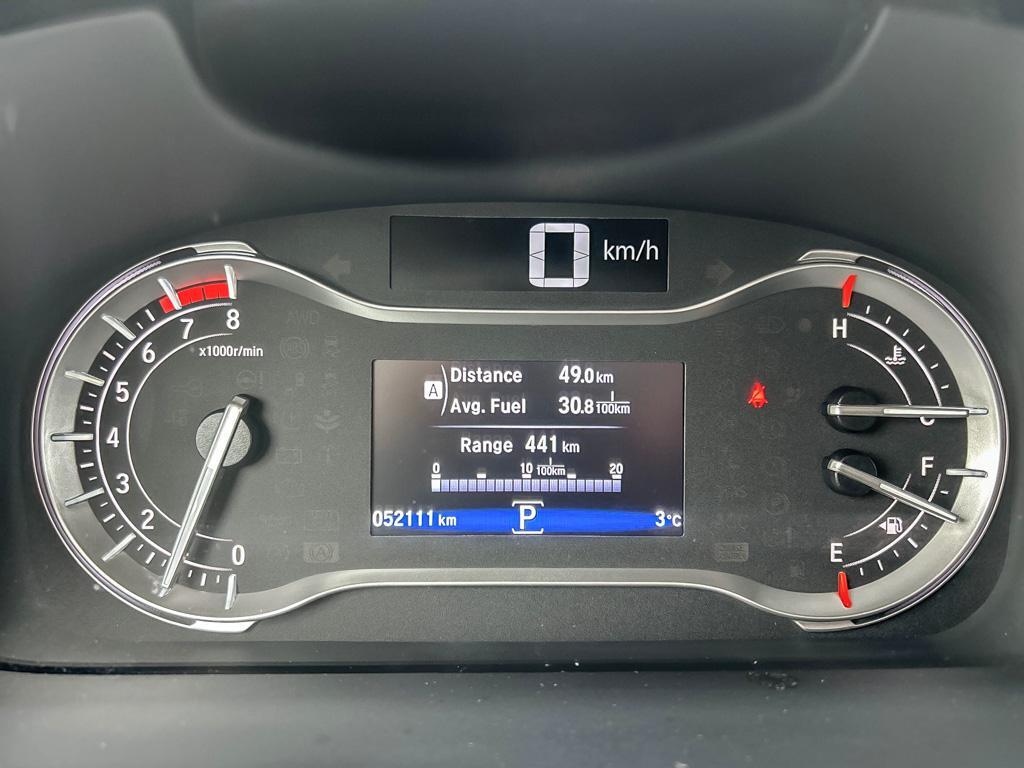 0 km/h
8
7
6
x1000r/min
5
4
3
2
0
AWD
A Distance 49.0 km
Avg. Fuel 30.8 l/100km
Range 441 km
0 10 l/100km 20
052111 km P 3°C
H
C
F
E